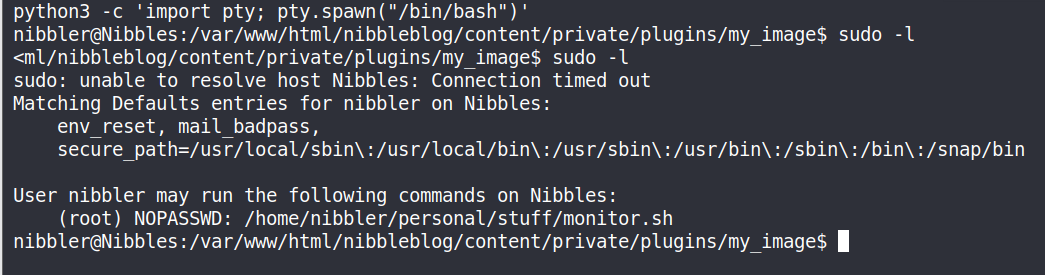 python3 -c 'import pty; pty.spawn("/bin/bash")'
nibbler@Nibbles:/var/www/html/nibbleblog/content/private/plugins/my_image$ sudo -l
<ml/nibbleblog/content/private/plugins/my_image$ sudo -l
sudo: unable to resolve host Nibbles: Connection timed out
Matching Defaults entries for nibbler on Nibbles:
    env_reset, mail_badpass,
    secure_path=/usr/local/sbin\:/usr/local/bin\:/usr/sbin\:/usr/bin\:/sbin\:/bin\:/snap/bin

User nibbler may run the following commands on Nibbles:
    (root) NOPASSWD: /home/nibbler/personal/stuff/monitor.sh
nibbler@Nibbles:/var/www/html/nibbleblog/content/private/plugins/my_image$